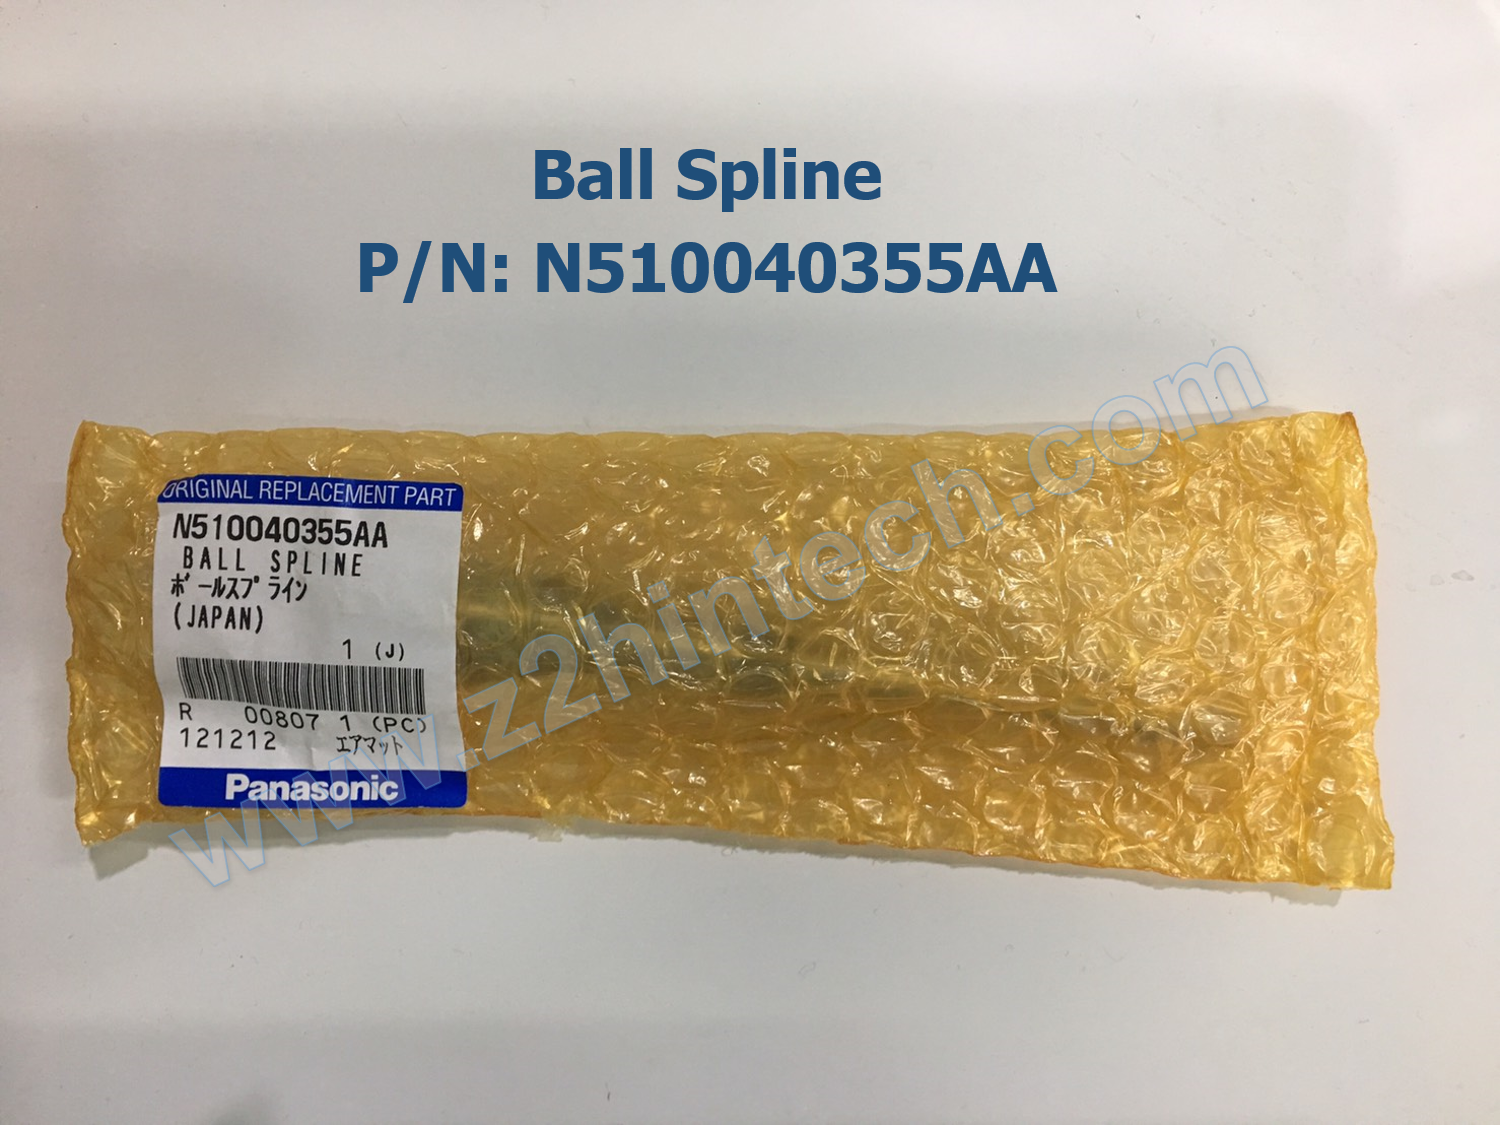 Ball Spline
P/N: N510040355AA
ORIGINAL REPLACEMENT PART
N510040355AA
BALL SPLINE
ボールスプライン
(JAPAN)
1 (J)
R 00807 1 (PC)
121212 エアマット
Panasonic
www.z2hintech.com